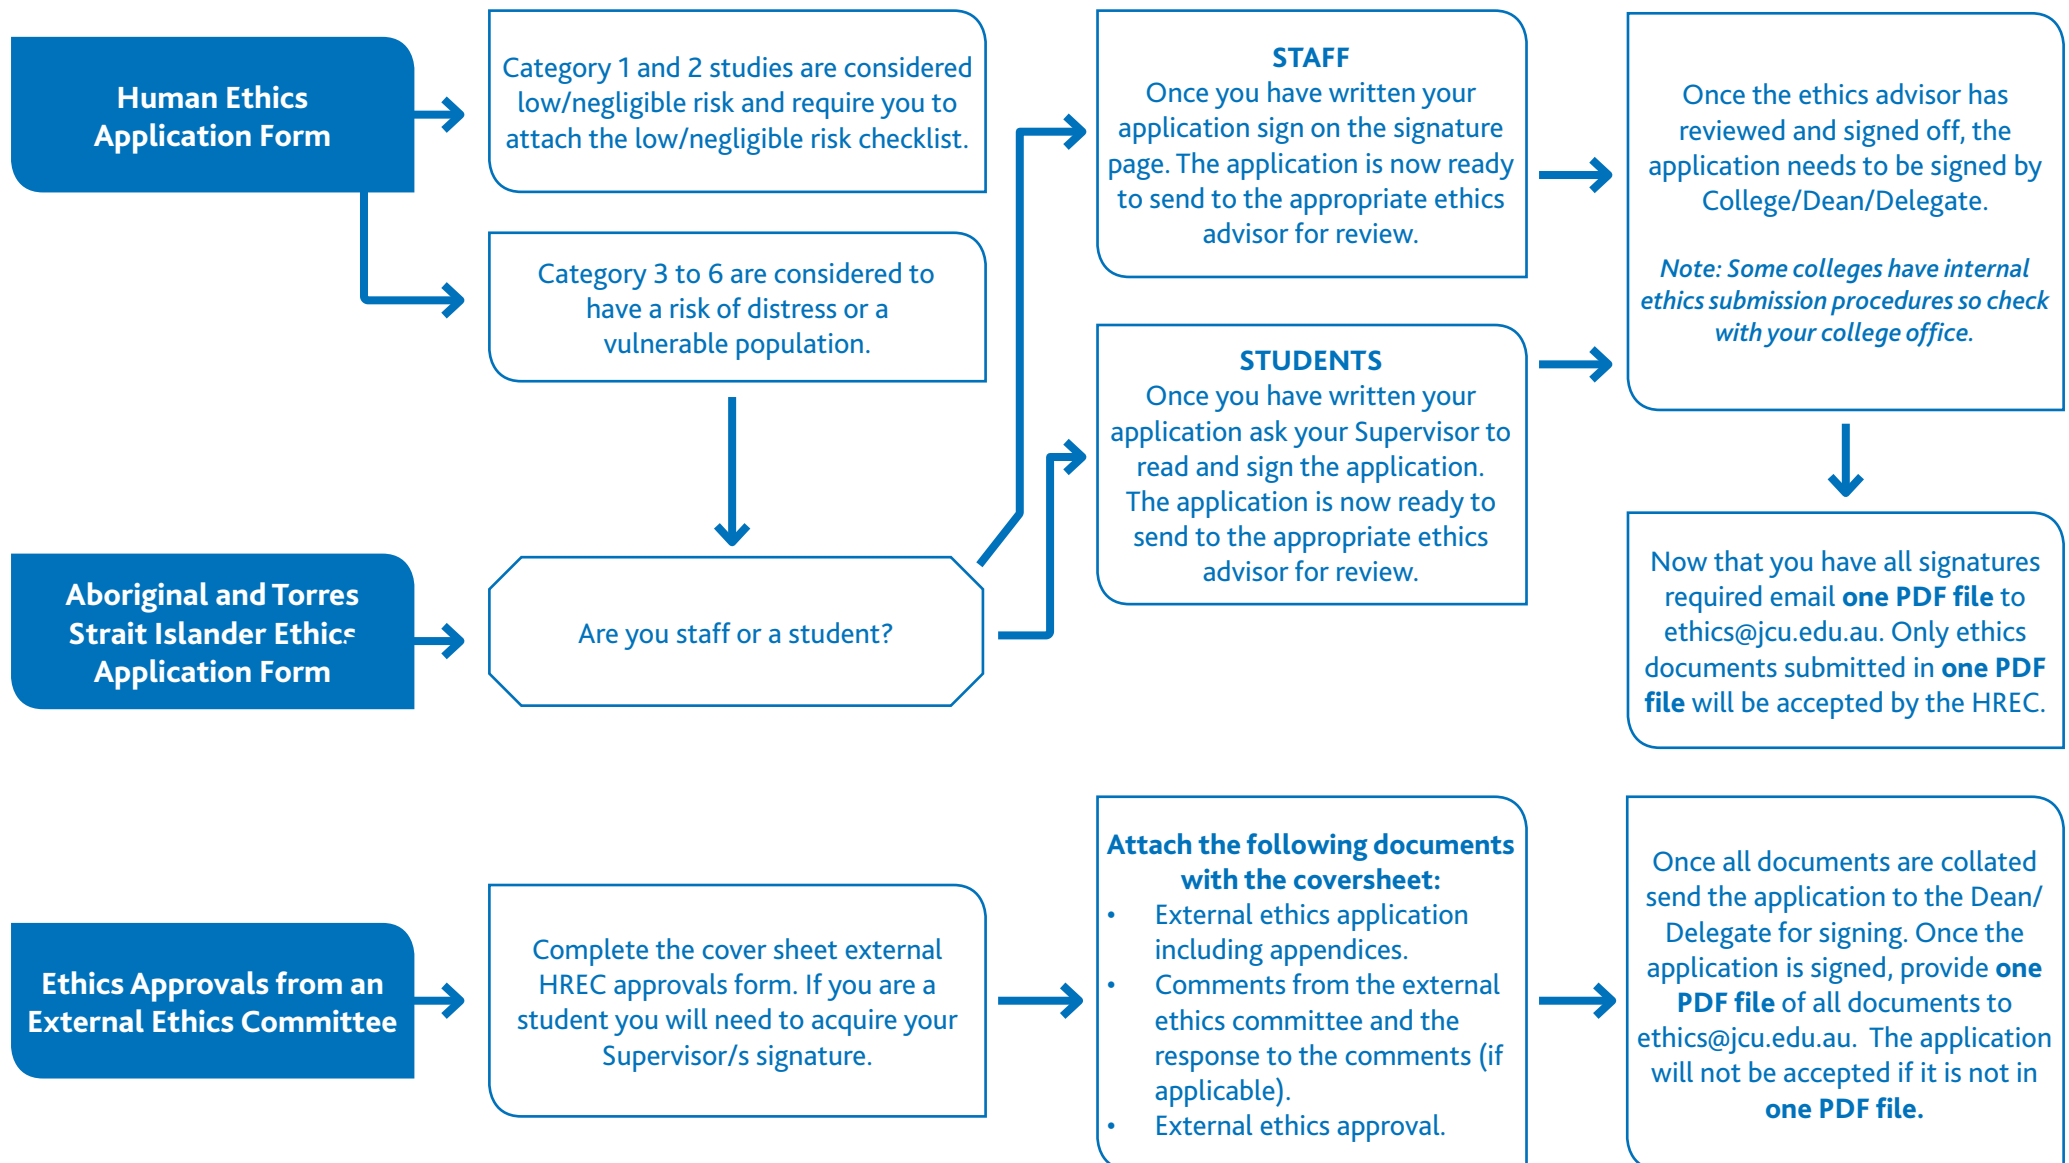 Human Ethics
Application Form
Category 1 and 2 studies are considered
low/negligible risk and require you to
attach the low/negligible risk checklist.
Category 3 to 6 are considered to
have a risk of distress or a
vulnerable population.
STAFF
Once you have written your
application sign on the signature
page. The application is now ready
to send to the appropriate ethics
advisor for review.
STUDENTS
Once you have written your
application ask your Supervisor to
read and sign the application.
The application is now ready to
send to the appropriate ethics
advisor for review.
Once the ethics advisor has
reviewed and signed off, the
application needs to be signed by
College/Dean/Delegate.
Note: Some colleges have internal
ethics submission procedures so check
with your college office.
Aboriginal and Torres
Strait Islander Ethics
Application Form
Are you staff or a student?
Now that you have all signatures
required email one PDF file to
ethics@jcu.edu.au. Only ethics
documents submitted in one PDF
file will be accepted by the HREC.
Ethics Approvals from an
External Ethics Committee
Complete the cover sheet external
HREC approvals form. If you are a
student you will need to acquire your
Supervisor/s signature.
Attach the following documents
with the coversheet:
• External ethics application
including appendices.
• Comments from the external
ethics committee and the
response to the comments (if
applicable).
• External ethics approval.
Once all documents are collated
send the application to the Dean/
Delegate for signing. Once the
application is signed, provide one
PDF file of all documents to
ethics@jcu.edu.au. The application
will not be accepted if it is not in
one PDF file.